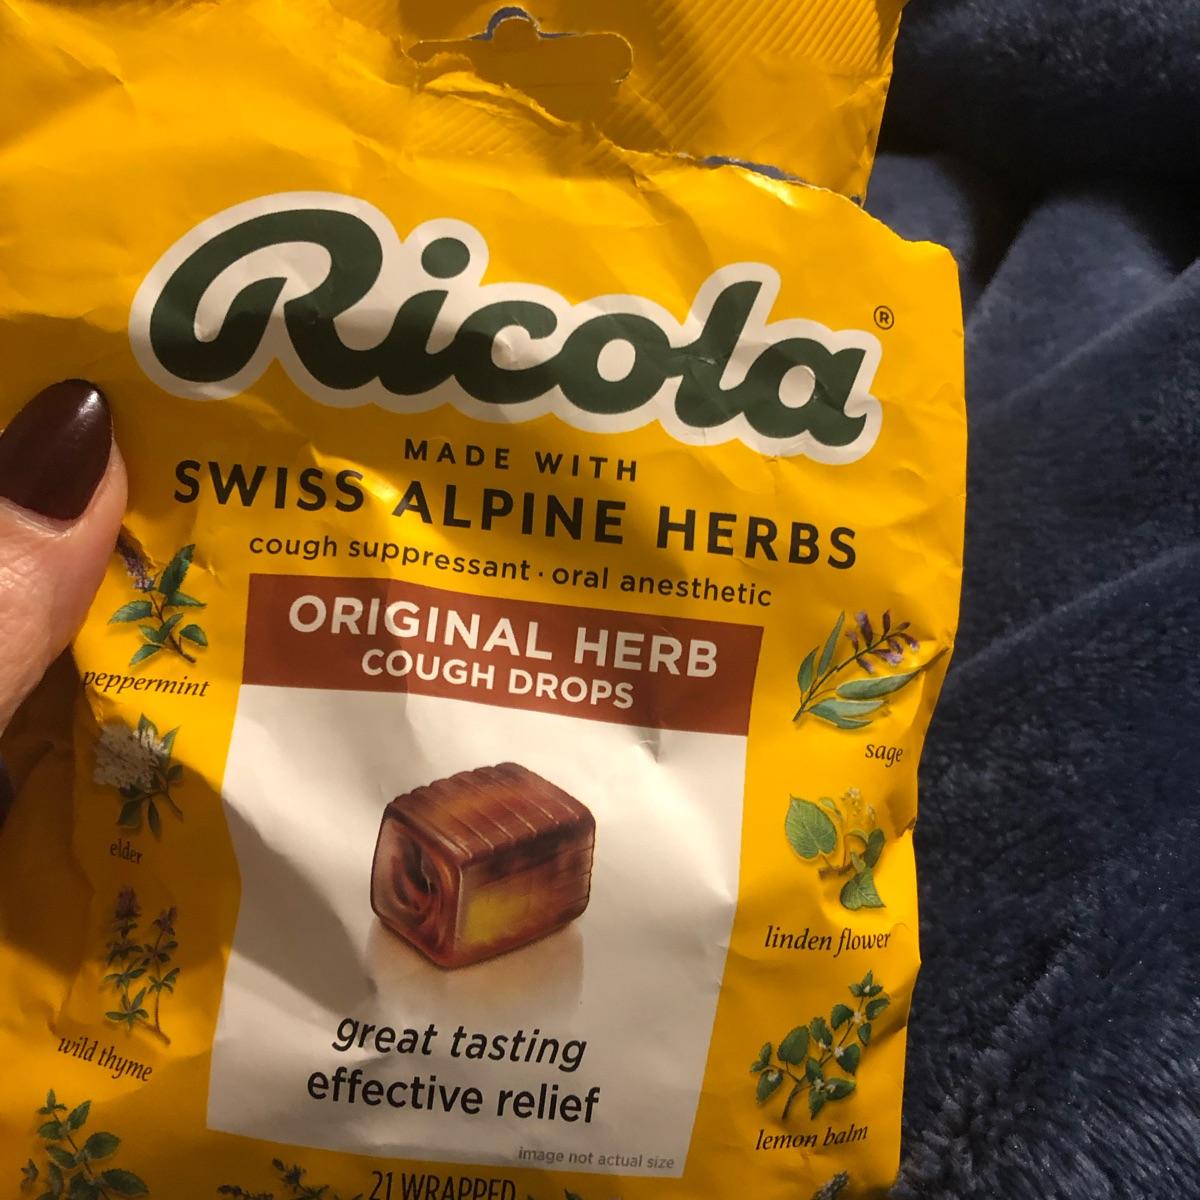 Ricola®
MADE WITH
SWISS ALPINE HERBS
cough suppressant · oral anesthetic
ORIGINAL HERB
COUGH DROPS
peppermint
sage
elder
linden flower
wild thyme
lemon balm
great tasting
effective relief
image not actual size
21 WRAPPED